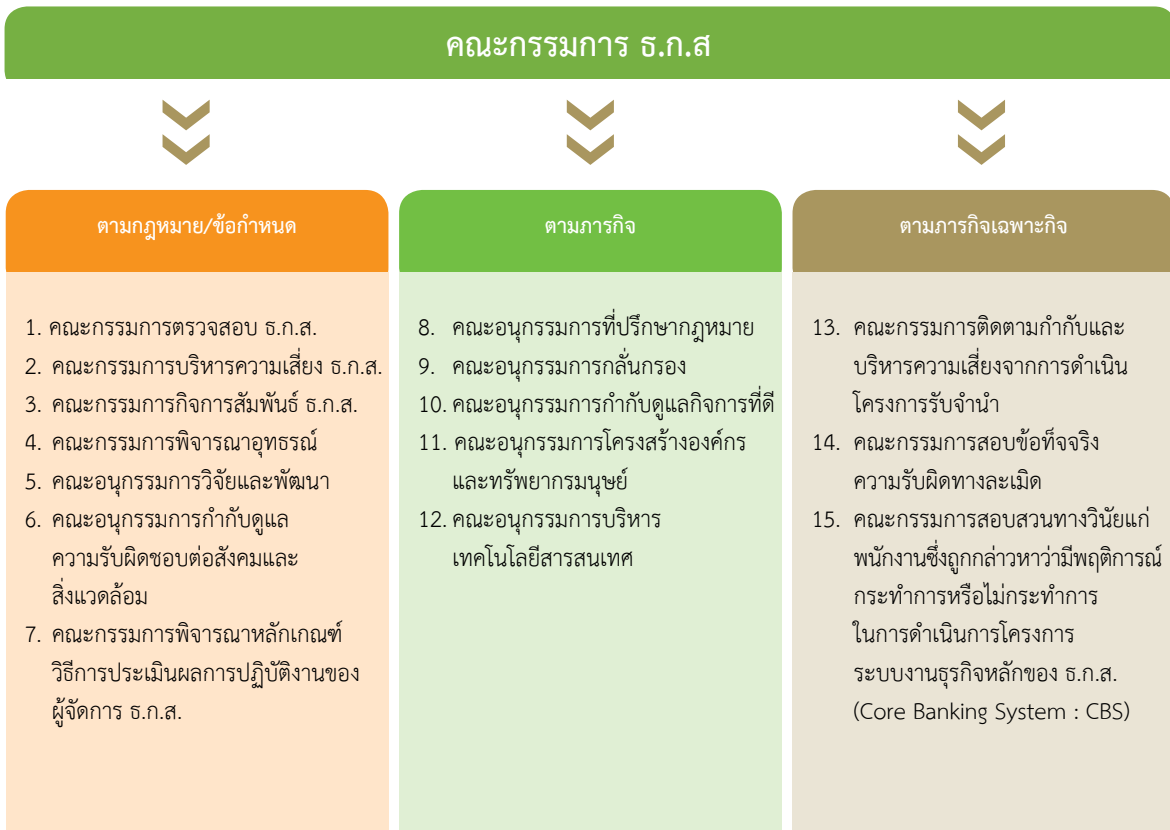 คณะกรรมการ ธ.ก.ส
ตามกฎหมาย/ข้อกำหนด
1. คณะกรรมการตรวจสอบ ธ.ก.ส.
2. คณะกรรมการบริหารความเสี่ยง ธ.ก.ส.
3. คณะกรรมการกิจการสัมพันธ์ ธ.ก.ส.
4. คณะกรรมการพิจารณาอุทธรณ์
5. คณะอนุกรรมการวิจัยและพัฒนา
6. คณะอนุกรรมการกำกับดูแล
ความรับผิดชอบต่อสังคมและ
สิ่งแวดล้อม
7. คณะกรรมการพิจารณาหลักเกณฑ์
วิธีการประเมินผลการปฏิบัติงานของ
ผู้จัดการ ธ.ก.ส.
ตามภารกิจ
8. คณะอนุกรรมการที่ปรึกษากฎหมาย
9. คณะอนุกรรมการกลั่นกรอง
10. คณะอนุกรรมการกำกับดูแลกิจการที่ดี
11. คณะอนุกรรมการโครงสร้างองค์กร
และทรัพยากรมนุษย์
12. คณะอนุกรรมการบริหาร
เทคโนโลยีสารสนเทศ
ตามภารกิจเฉพาะกิจ
13. คณะกรรมการติดตามกำกับและ
บริหารความเสี่ยงจากการดำเนิน
โครงการรับจำนำ
14. คณะกรรมการสอบข้อท็จจริง
ความรับผิดทางละเมิด
15. คณะกรรมการสอบสวนทางวินัยแก่
พนักงานซึ่งถูกกล่าวหาว่ามีพฤติการณ์
กระทำการหรือไม่กระทำการ
ในการดำเนินการโครงการ
ระบบงานธุรกิจหลักของ ธ.ก.ส.
(Core Banking System : CBS)